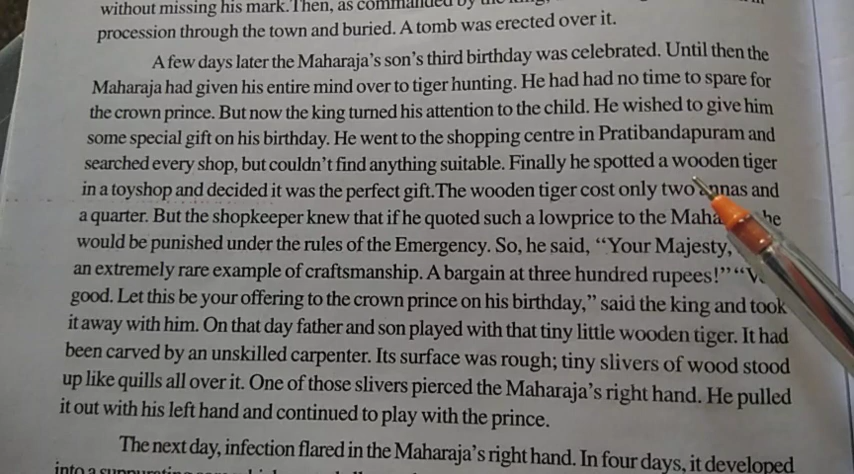 without missing his mark.Then, as commanded by the king,
procession through the town and buried. A tomb was erected over it.
A few days later the Maharaja's son's third birthday was celebrated. Until then the
Maharaja had given his entire mind over to tiger hunting. He had had no time to spare for
the crown prince. But now the king turned his attention to the child. He wished to give him
some special gift on his birthday. He went to the shopping centre in Pratibandapuram and
searched every shop, but couldn't find anything suitable. Finally he spotted a wooden tiger
in a toyshop and decided it was the perfect gift.The wooden tiger cost only two annas and
a quarter. But the shopkeeper knew that if he quoted such a lowprice to the Maha he
would be punished under the rules of the Emergency. So, he said, “Your Majesty,
an extremely rare example of craftsmanship. A bargain at three hundred rupees!” “V
good. Let this be your offering to the crown prince on his birthday,” said the king and took
it away with him. On that day father and son played with that tiny little wooden tiger. It had
been carved by an unskilled carpenter. Its surface was rough; tiny slivers of wood stood
up like quills all over it. One of those slivers pierced the Maharaja's right hand. He pulled
it out with his left hand and continued to play with the prince.
The next day, infection flared in the Maharaja's right hand. In four days, it developed
into a suppurating